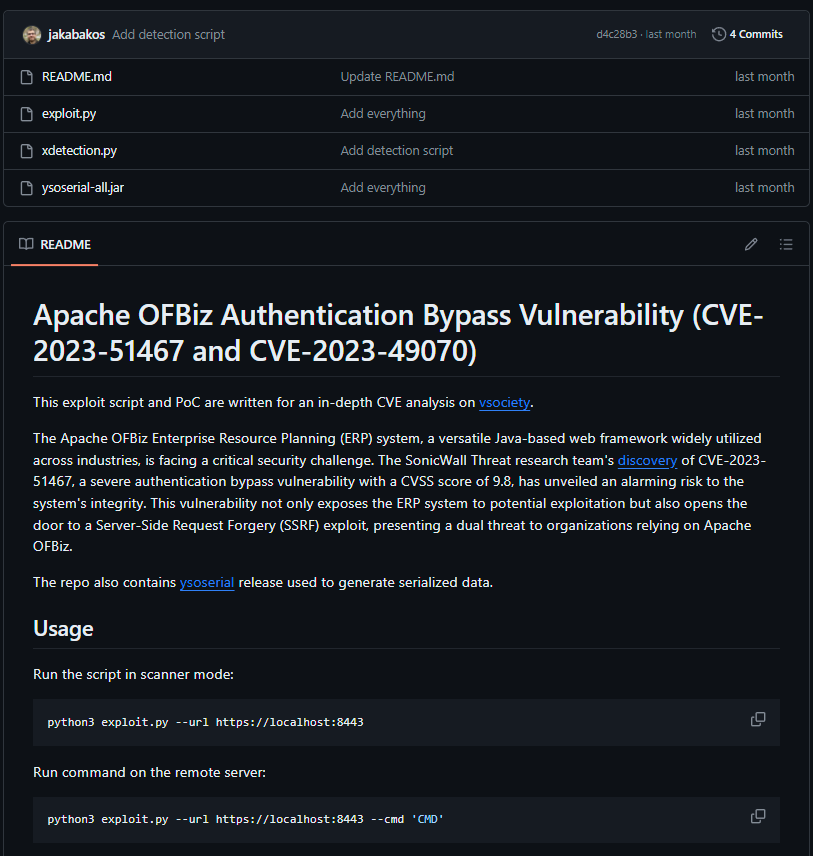 jakabakos Add detection script d4c28b3 · last month 4 Commits
README.md Update README.md last month
exploit.py Add everything last month
xdetection.py Add detection script last month
ysoserial-all.jar Add everything last month
README
Apache OFBiz Authentication Bypass Vulnerability (CVE-
2023-51467 and CVE-2023-49070)
This exploit script and PoC are written for an in-depth CVE analysis on vsociety.
The Apache OFBiz Enterprise Resource Planning (ERP) system, a versatile Java-based web framework widely utilized
across industries, is facing a critical security challenge. The SonicWall Threat research team's discovery of CVE-2023-
51467, a severe authentication bypass vulnerability with a CVSS score of 9.8, has unveiled an alarming risk to the
system's integrity. This vulnerability not only exposes the ERP system to potential exploitation but also opens the
door to a Server-Side Request Forgery (SSRF) exploit, presenting a dual threat to organizations relying on Apache
OFBiz.
The repo also contains ysoserial release used to generate serialized data.
Usage
Run the script in scanner mode:
python3 exploit.py --url https://localhost:8443
Run command on the remote server:
python3 exploit.py --url https://localhost:8443 --cmd 'CMD'